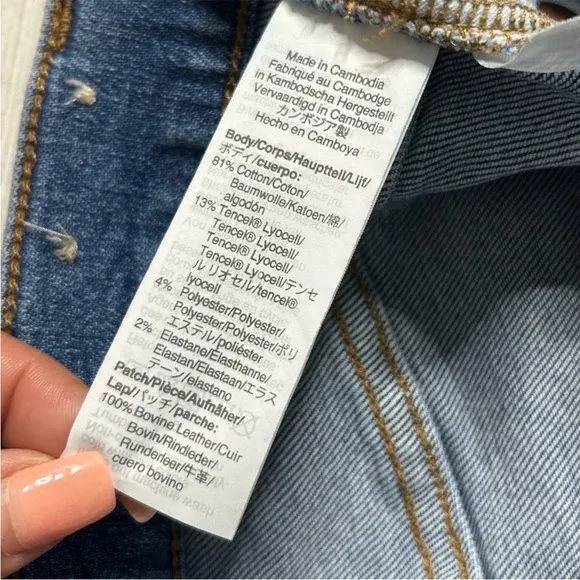 Made in Cambodia
Fabriqué au Cambodge
in Kambodscha Hergestellt
Vervaardigd in Cambodja
カンボジア製
Hecho en Camboya
Body/Corps/Hauptteil/Lijf/
ボディ/cuerpo:
81% Cotton/Coton/
Baumwolle/Katoen/綿/
algodón
13% Tencel® Lyocell/
Tencel® Lyocell/
Tencel® Lyocell/
Tencel® Lyocell/テンセ
ル リオセル/tencel®
lyocell
4% Polyester/Polyester/
Polyester/Polyester/ポリ
エステル/poliéster
2% Elastane/Elasthanne/
Elastan/Elastaan/エラス
テーン/elastano
Patch/Pièce/Aufnäher/
Lap/パッチ/parche:
100% Bovine Leather/Cuir
Bovin/Rindleder/
Runderleer/牛革/
cuero bovino